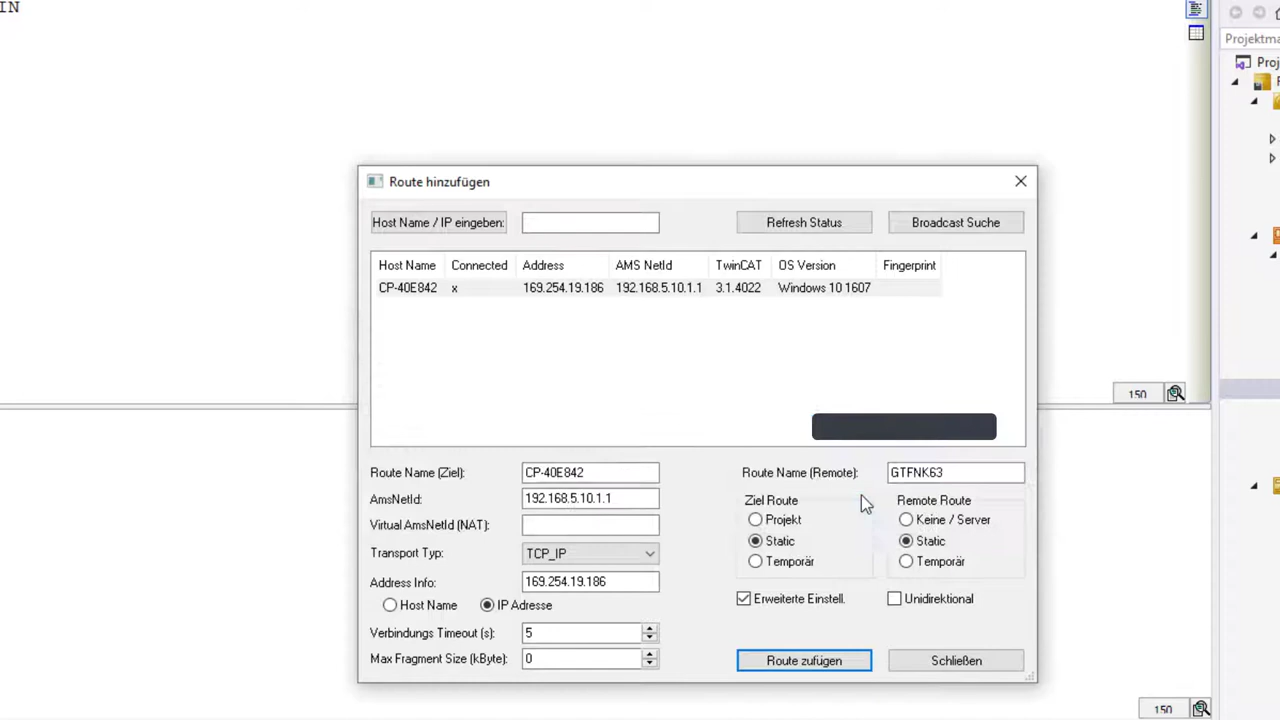 IN
Projektma
Proj
Route hinzufügen
Host Name / IP eingeben:
Refresh Status
Broadcast Suche
Host Name Connected Address AMS NetId TwinCAT OS Version Fingerprint
CP-40E842 x 169.254.19.186 192.168.5.10.1.1 3.1.4022 Windows 10 1607
150
Route Name (Ziel): CP-40E842
Route Name (Remote): GTFNK63
AmsNetId: 192.168.5.10.1.1
Virtual AmsNetId (NAT):
Transport Typ: TCP_IP
Address Info: 169.254.19.186
Host Name IP Adresse
Verbindungs Timeout (s): 5
Max Fragment Size (kByte): 0
Ziel Route
Projekt
Static
Temporär
Remote Route
Keine / Server
Static
Temporär
Erweiterte Einstell.
Unidirektional
Route zufügen
Schließen
150